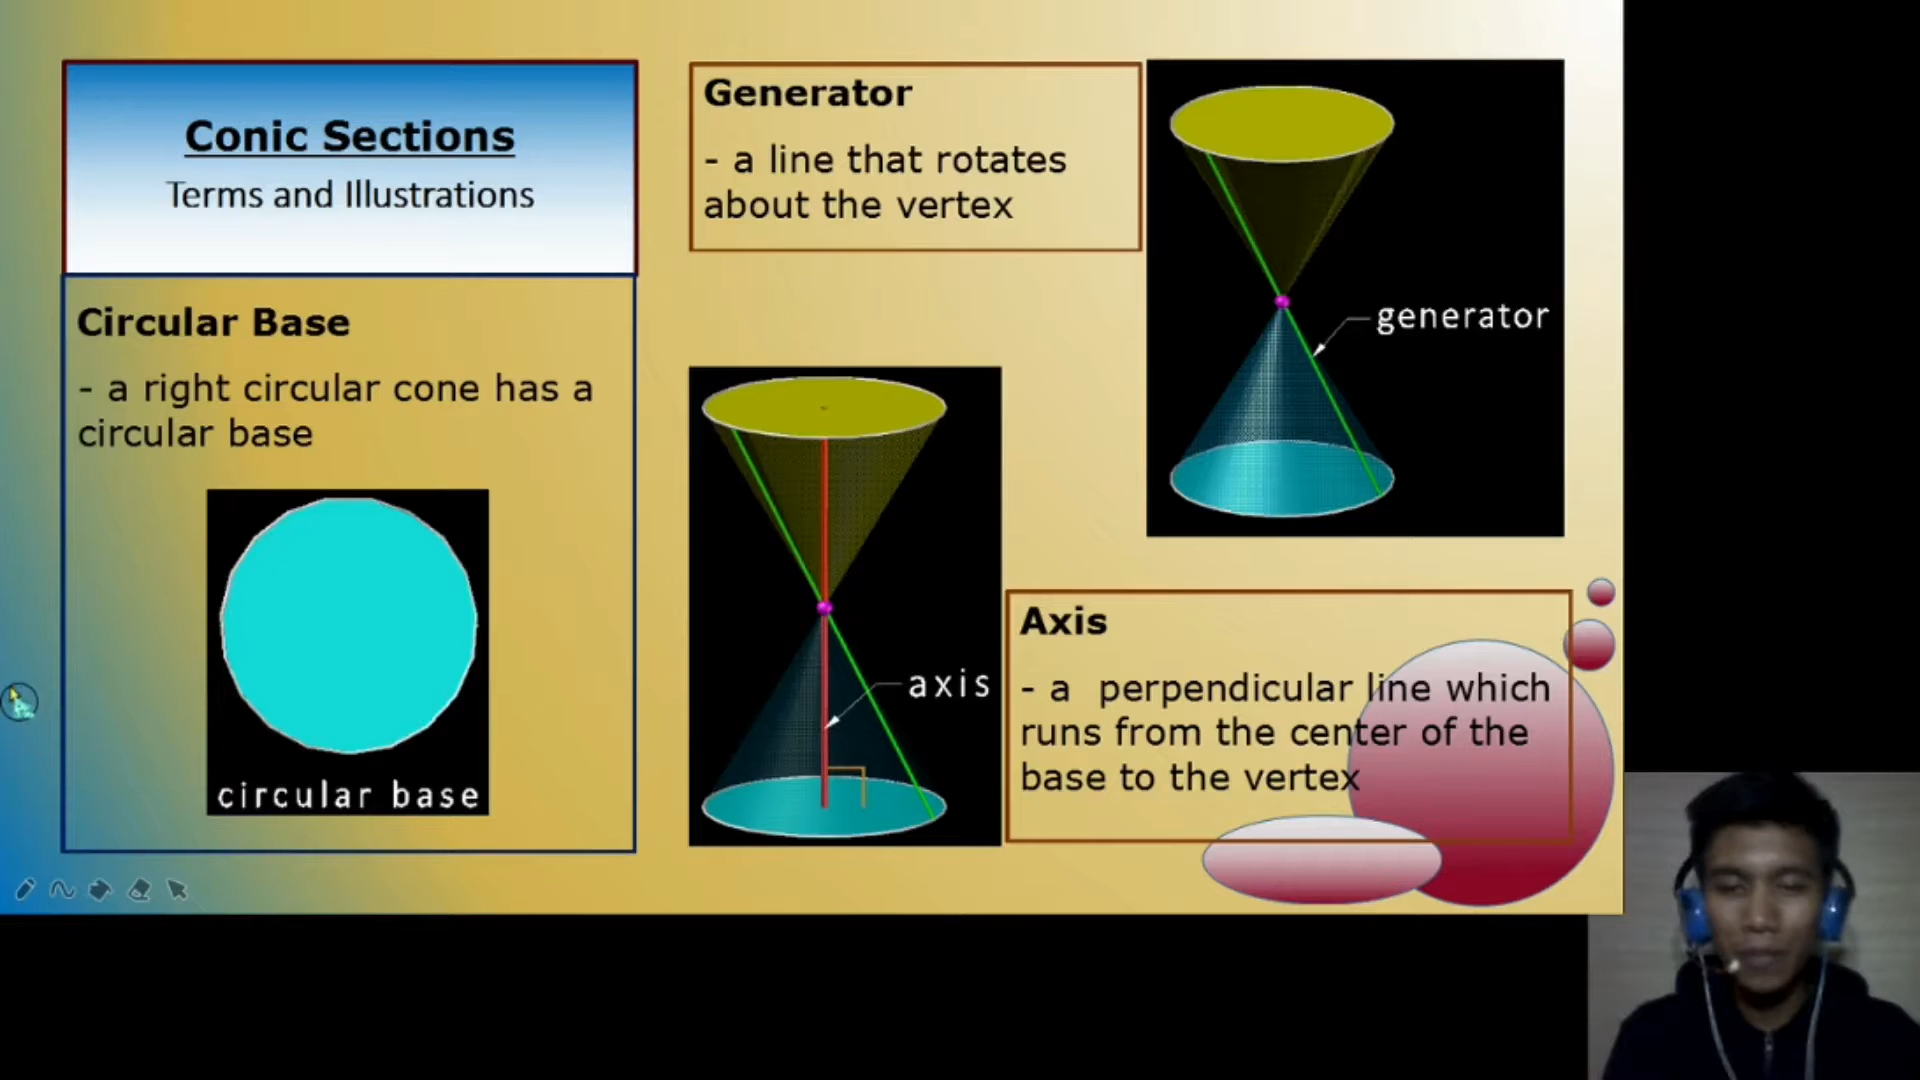 Conic Sections
Terms and Illustrations
Circular Base
- a right circular cone has a
circular base
circular base
Generator
- a line that rotates
about the vertex
generator
axis
Axis
- a perpendicular line which
runs from the center of the
base to the vertex